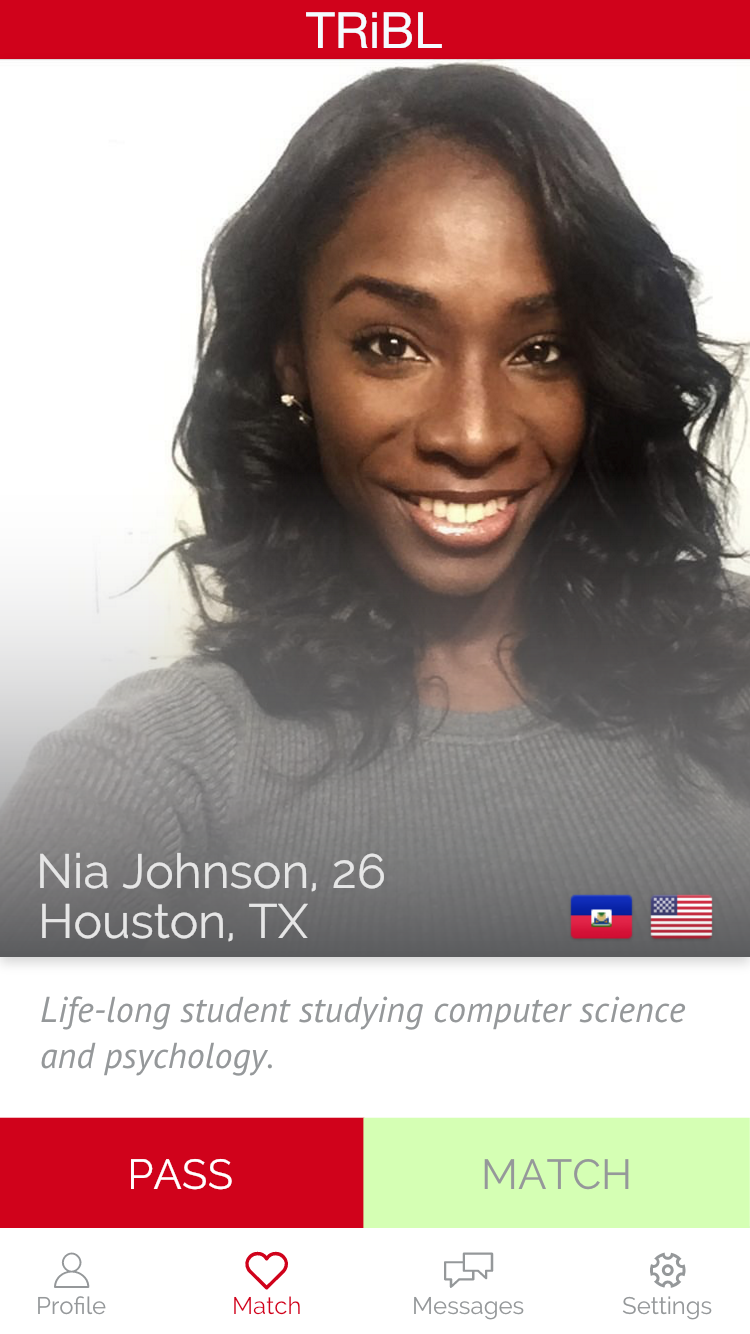 TRiBL
Nia Johnson, 26
Houston, TX
Life-long student studying computer science
and psychology.
PASS
MATCH
Profile
Match
Messages
Settings